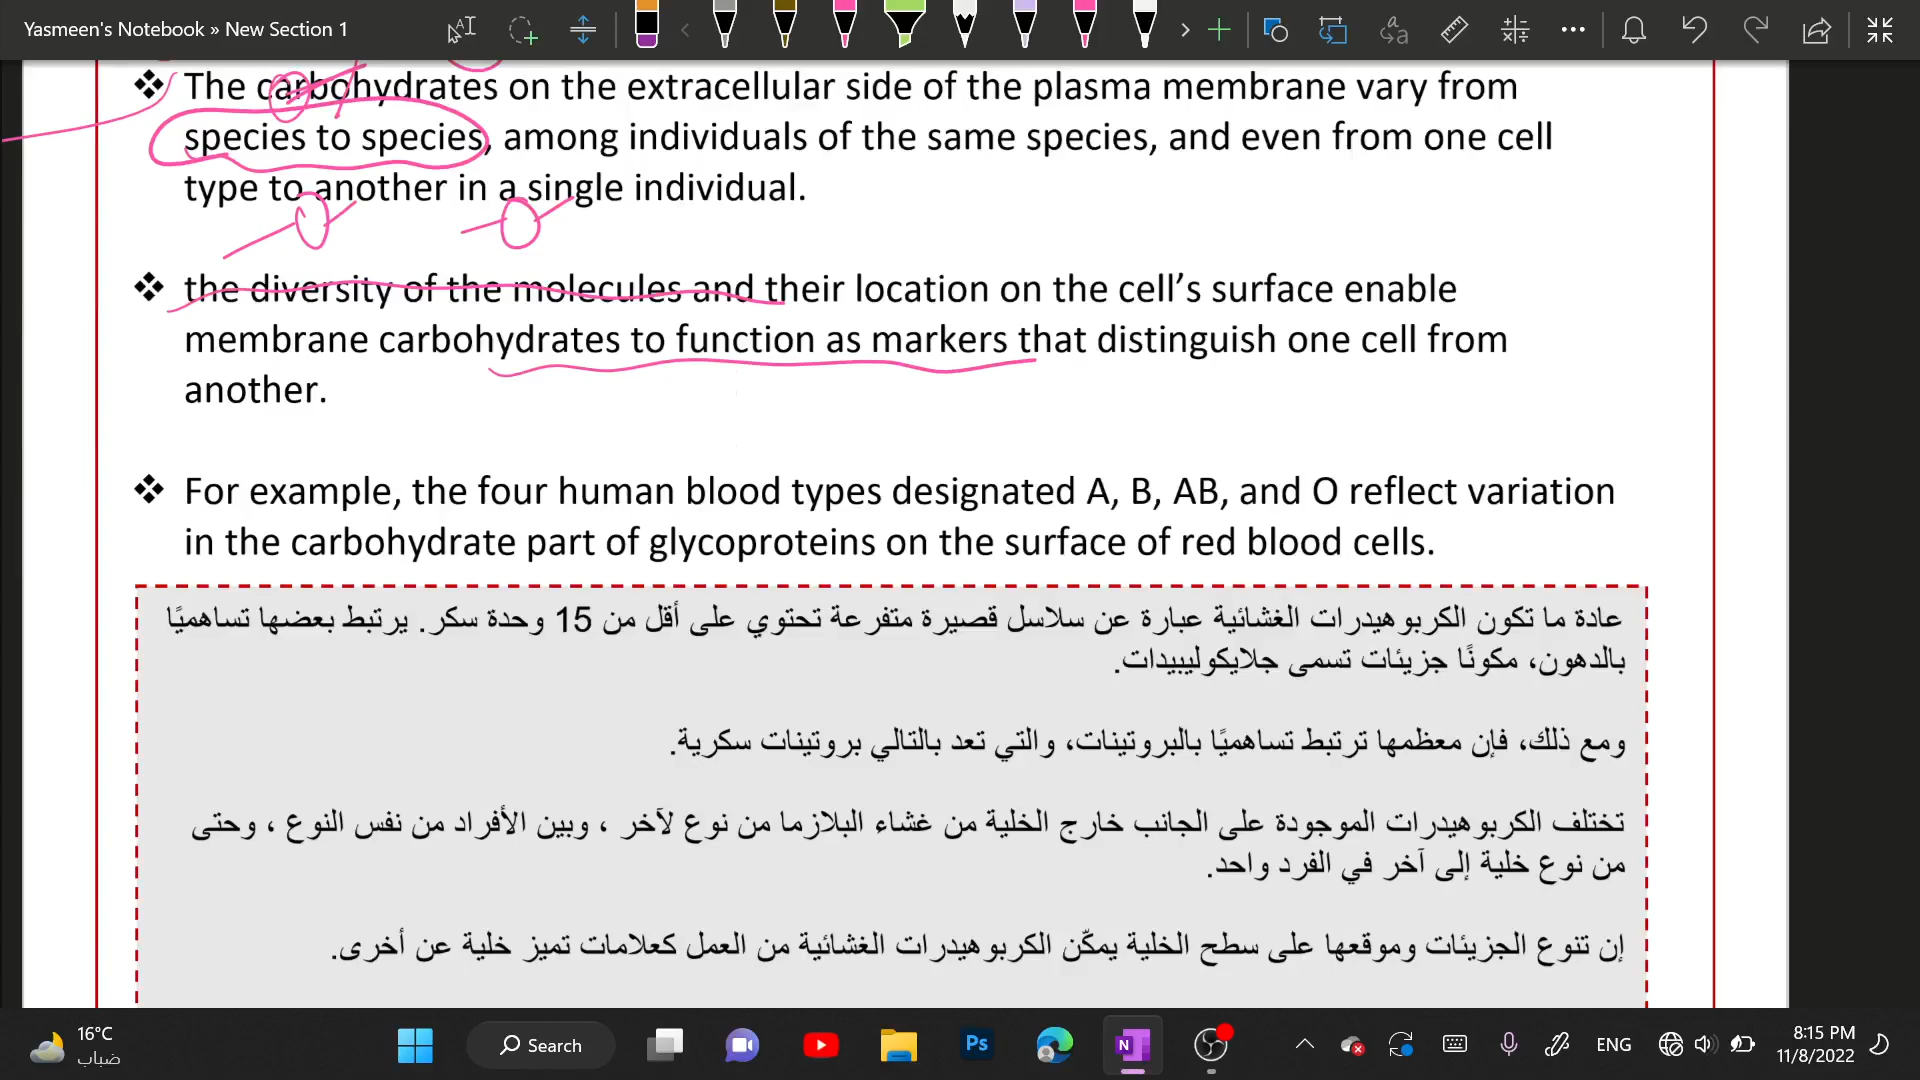 Yasmeen's Notebook » New Section 1
The carbohydrates on the extracellular side of the plasma membrane vary from
species to species, among individuals of the same species, and even from one cell
type to another in a single individual.
the diversity of the molecules and their location on the cell’s surface enable
membrane carbohydrates to function as markers that distinguish one cell from
another.
For example, the four human blood types designated A, B, AB, and O reflect variation
in the carbohydrate part of glycoproteins on the surface of red blood cells.
عادة ما تكون الكربوهيدرات الغشائية عبارة عن سلاسل قصيرة متفرعة تحتوي على أقل من 15 وحدة سكر. يرتبط بعضها تساهميًا
بالدهون، مكونًا جزيئات تسمى جلايكوليبيدات.
ومع ذلك، فإن معظمها ترتبط تساهميًا بالبروتينات، والتي تعد بالتالي بروتينات سكرية.
تختلف الكربوهيدرات الموجودة على الجانب خارج الخلية من غشاء البلازما من نوع لآخر ، وبين الأفراد من نفس النوع ، وحتى
من نوع خلية إلى آخر في الفرد واحد.
إن تنوع الجزيئات وموقعها على سطح الخلية يمكّن الكربوهيدرات الغشائية من العمل كعلامات تميز خلية عن أخرى.
16°C
ضباب
Search
Ps
N
ENG
8:15 PM
11/8/2022